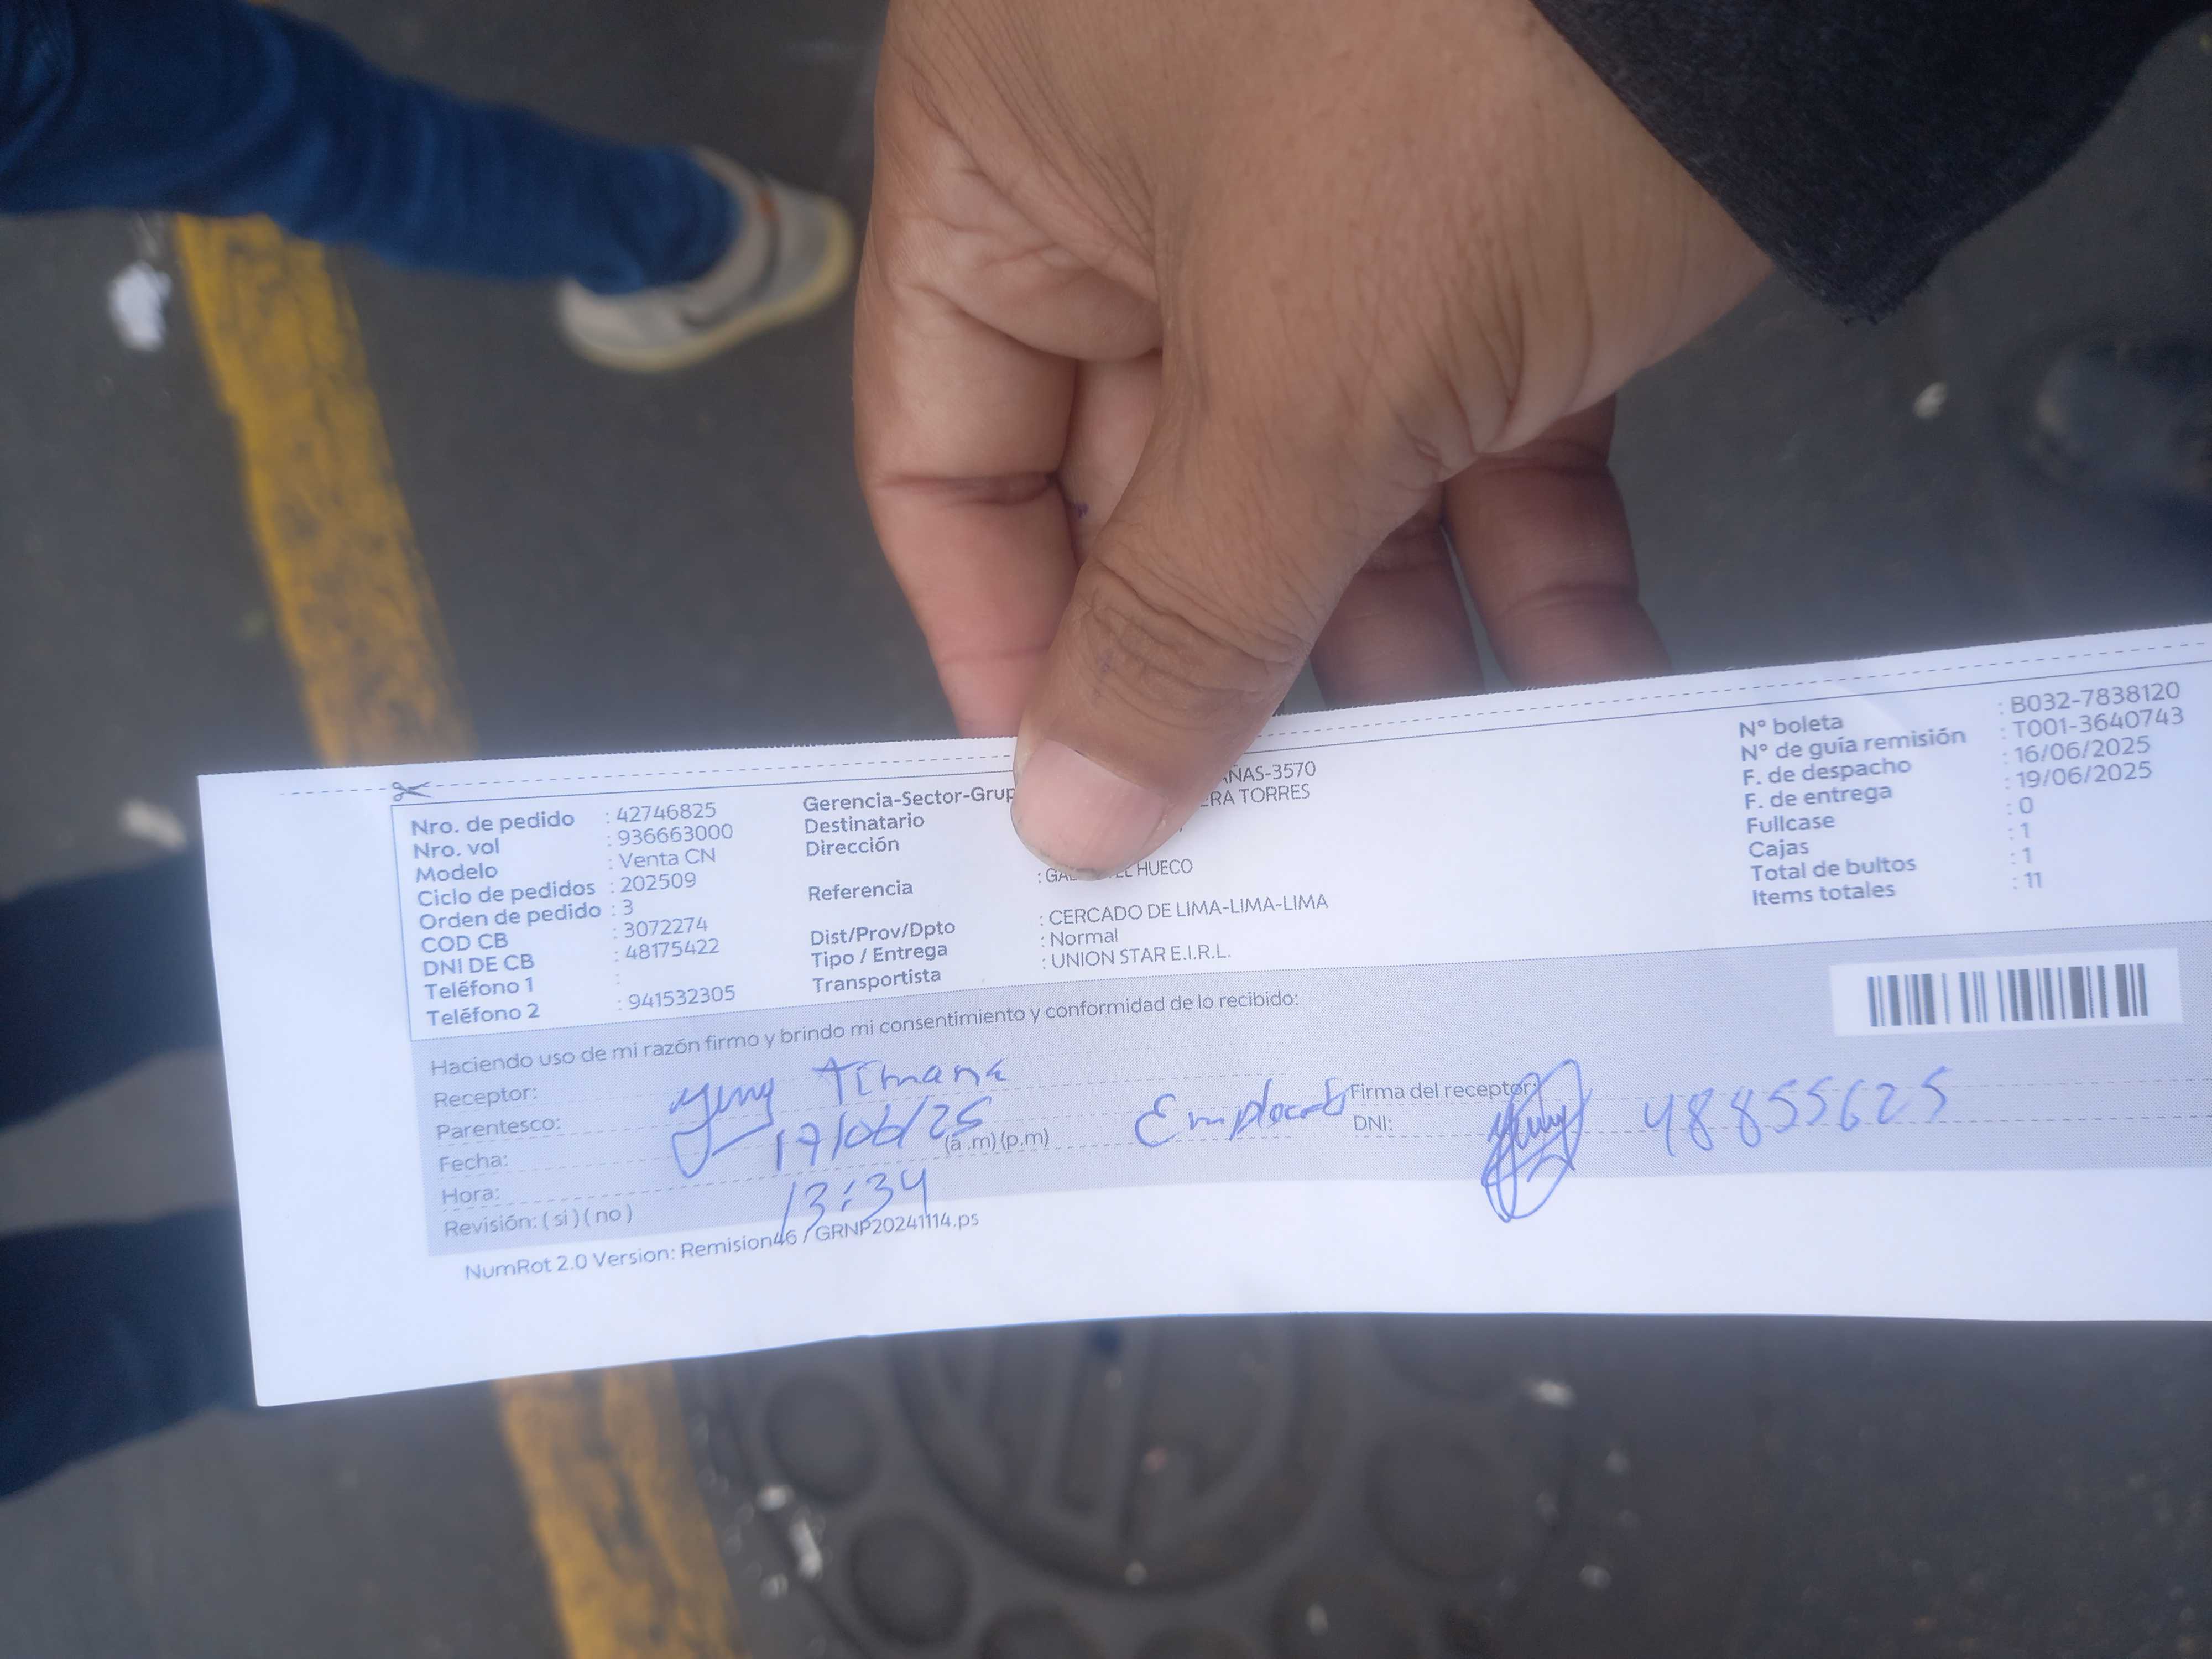 Nro. de pedido : 42746825
Nro. vol : 936663000
Modelo : Venta CN
Ciclo de pedidos : 202509
Orden de pedido : 3
COD CB : 3072274
DNI DE CB : 48175422
Teléfono 1 :
Teléfono 2 : 941532305
Gerencia-Sector-Grup ÑAS-3570
Destinatario ERA TORRES
Dirección
Referencia : HUECO
Dist/Prov/Dpto : CERCADO DE LIMA-LIMA-LIMA
Tipo / Entrega : Normal
Transportista : UNION STAR E.I.R.L.
N° boleta : B032-7838120
N° de guía remisión : T001-3640743
F. de despacho : 16/06/2025
F. de entrega : 19/06/2025
Fullcase : 0
Cajas : 1
Total de bultos : 1
Items totales : 11
Haciendo uso de mi razón firmo y brindo mi consentimiento y conformidad de lo recibido:
Receptor: Yeny Timana
Parentesco:
Fecha: 17/06/25 (a .m) (p.m)
Hora: 13:34
Revisión: ( si ) ( no )
Firma del receptor:
DNI: 48855625
NumRot 2.0 Version: Remision46 / GRNP20241114.ps